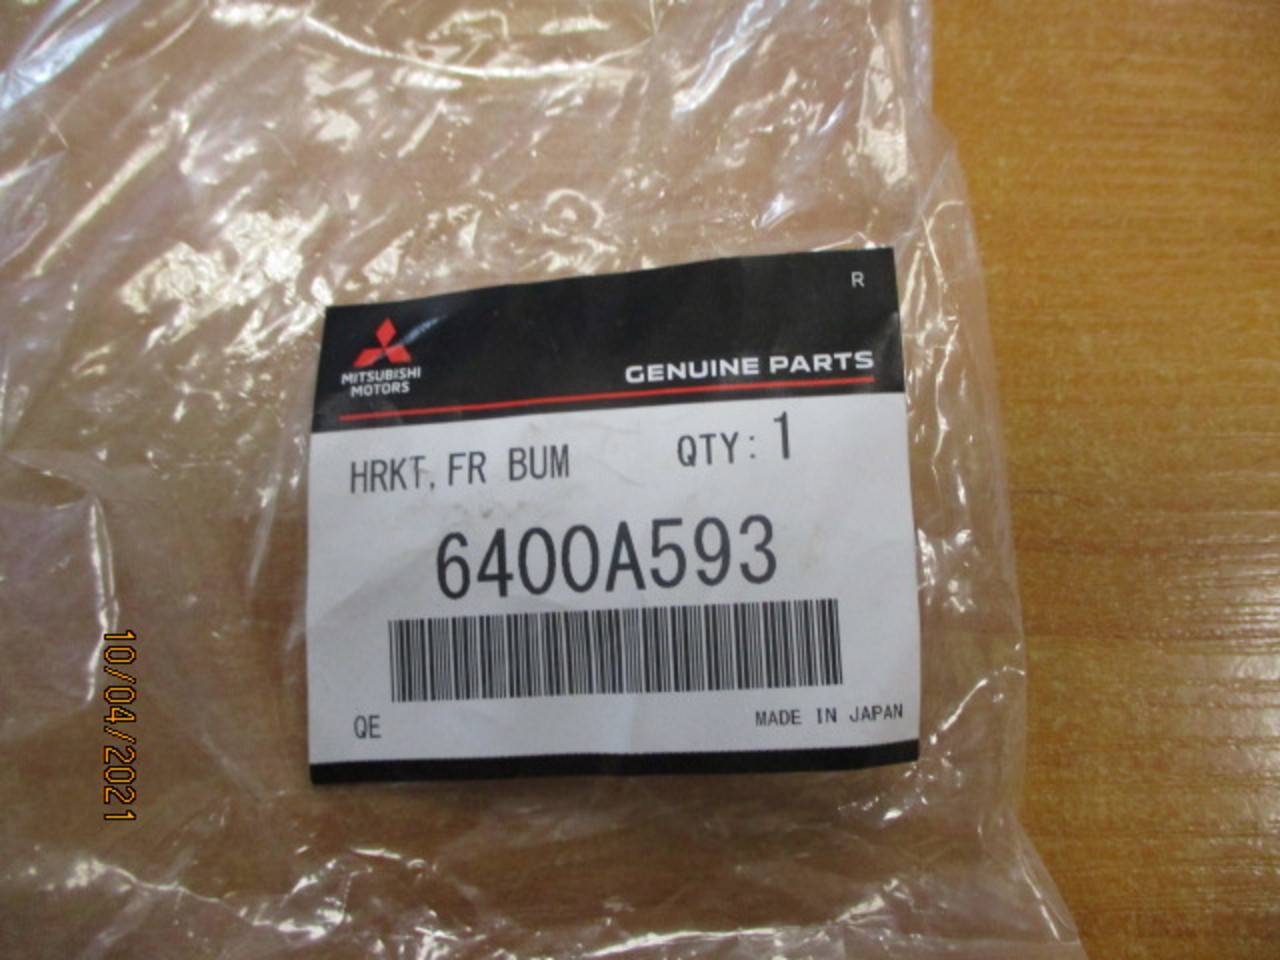 R
MITSUBISHI
MOTORS
GENUINE PARTS
HRKT, FR BUM
QTY: 1
6400A593
QE
MADE IN JAPAN
10/04/2021